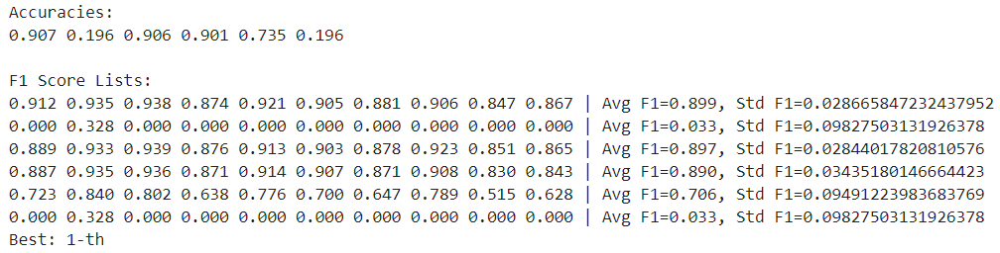 Accuracies:
0.907 0.196 0.906 0.901 0.735 0.196
F1 Score Lists:
0.912 0.935 0.938 0.874 0.921 0.905 0.881 0.906 0.847 0.867 | Avg F1=0.899, Std F1=0.028665847232437952
0.000 0.328 0.000 0.000 0.000 0.000 0.000 0.000 0.000 0.000 | Avg F1=0.033, Std F1=0.09827503131926378
0.889 0.933 0.939 0.876 0.913 0.903 0.878 0.923 0.851 0.865 | Avg F1=0.897, Std F1=0.02844017820810576
0.887 0.935 0.936 0.871 0.914 0.907 0.871 0.908 0.830 0.843 | Avg F1=0.890, Std F1=0.03435180146664423
0.723 0.840 0.802 0.638 0.776 0.700 0.647 0.789 0.515 0.628 | Avg F1=0.706, Std F1=0.09491223983683769
0.000 0.328 0.000 0.000 0.000 0.000 0.000 0.000 0.000 0.000 | Avg F1=0.033, Std F1=0.09827503131926378
Best: 1-th